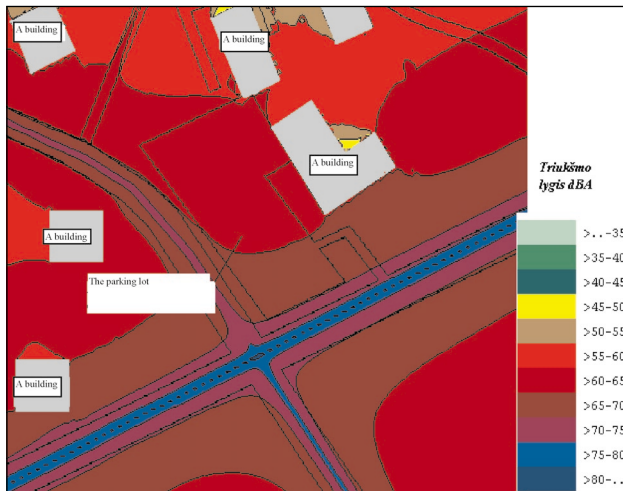 A building
A building
A building
A building
The parking lot
A building
Triukšmo
lygis dBA
>..-35
>35-40
>40-45
>45-50
>50-55
>55-60
>60-65
>65-70
>70-75
>75-80
>80-..